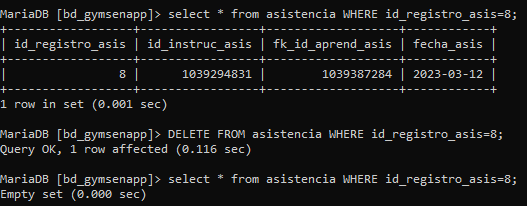 MariaDB [bd_gymsenapp]> select * from asistencia WHERE id_registro_asis=8;
+------------------+-----------------+-------------------+------------+
| id_registro_asis | id_instruc_asis | fk_id_aprend_asis | fecha_asis |
+------------------+-----------------+-------------------+------------+
|                8 |      1039294831 |        1039387284 | 2023-03-12 |
+------------------+-----------------+-------------------+------------+
1 row in set (0.001 sec)
MariaDB [bd_gymsenapp]> DELETE FROM asistencia WHERE id_registro_asis=8;
Query OK, 1 row affected (0.116 sec)
MariaDB [bd_gymsenapp]> select * from asistencia WHERE id_registro_asis=8;
Empty set (0.000 sec)